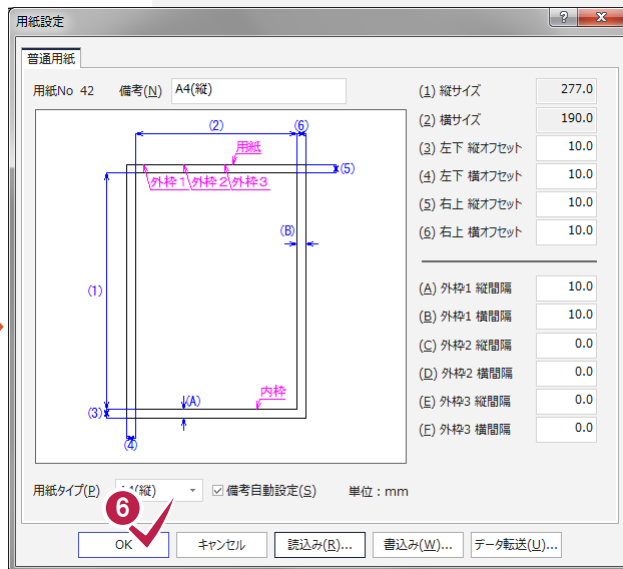 用紙設定
? X
普通用紙
用紙No 42 備考(N) A4(縦)
(1) 縦サイズ 277.0
(2) 横サイズ 190.0
(3) 左下 縦オフセット 10.0
(4) 左下 横オフセット 10.0
(5) 右上 縦オフセット 10.0
(6) 右上 横オフセット 10.0
(A) 外枠1 縦間隔 10.0
(B) 外枠1 横間隔 10.0
(C) 外枠2 縦間隔 0.0
(D) 外枠2 横間隔 0.0
(E) 外枠3 縦間隔 0.0
(F) 外枠3 横間隔 0.0
(2) (6)
用紙
(5)
外枠1 外枠2 外枠3
(B)
(1)
内枠
(A)
(3)
(4)
用紙タイプ(P) A4(縦) 備考自動設定(S) 単位：mm
6
OK キャンセル 読込み(R)... 書込み(W)... データ転送(U)...